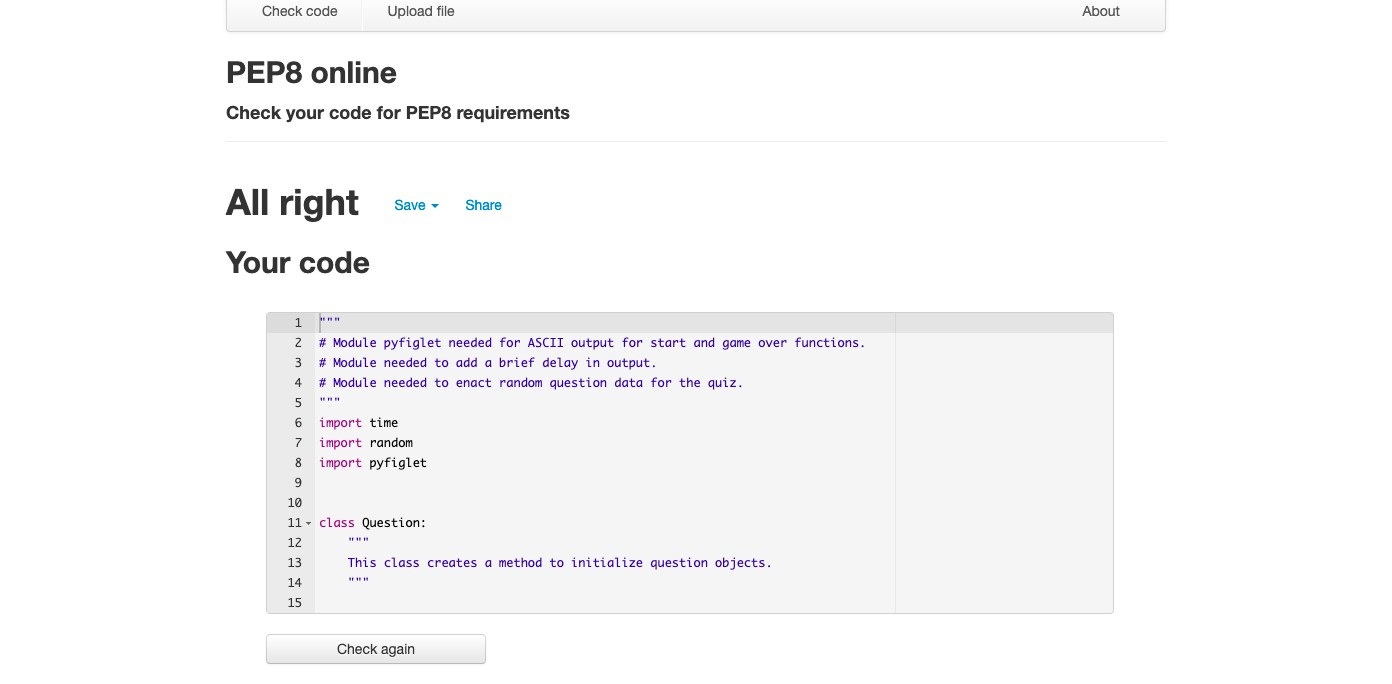 Check code Upload file About
PEP8 online
Check your code for PEP8 requirements
All right Save Share
Your code
1 """
2 # Module pyfiglet needed for ASCII output for start and game over functions.
3 # Module needed to add a brief delay in output.
4 # Module needed to enact random question data for the quiz.
5 """
6 import time
7 import random
8 import pyfiglet
9
10
11 class Question:
12 """
13 This class creates a method to initialize question objects.
14 """
15
Check again